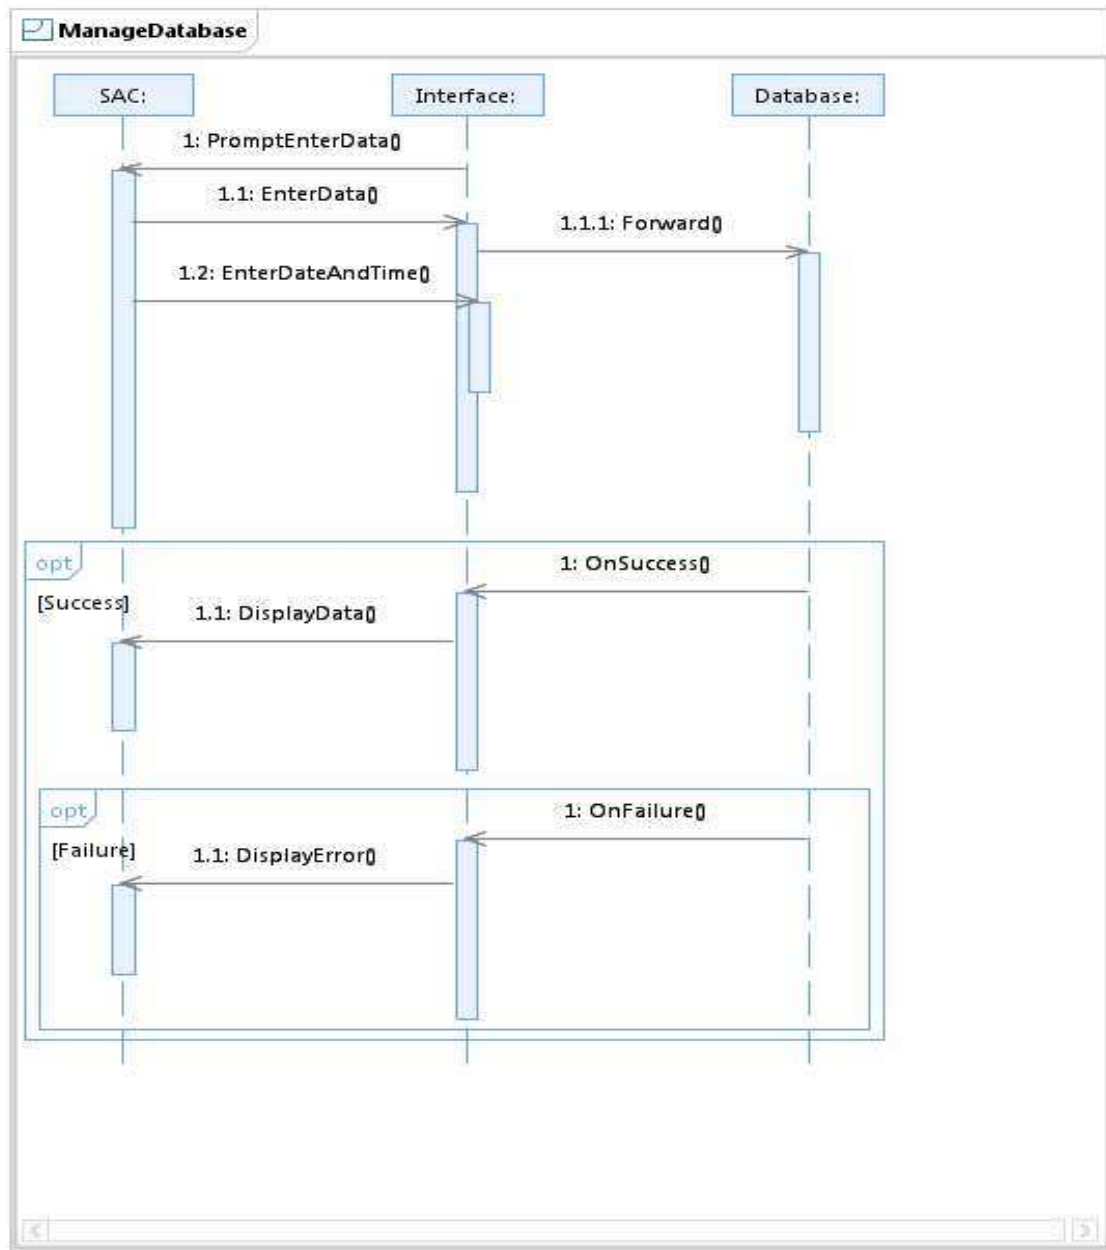 ManageDatabase
SAC:
Interface:
Database:
1: PromptEnterData()
1.1: EnterData()
1.1.1: Forward()
1.2: EnterDateAndTime()
opt
1: OnSuccess()
[Success]
1.1: DisplayData()
opt
1: OnFailure()
[Failure]
1.1: DisplayError()